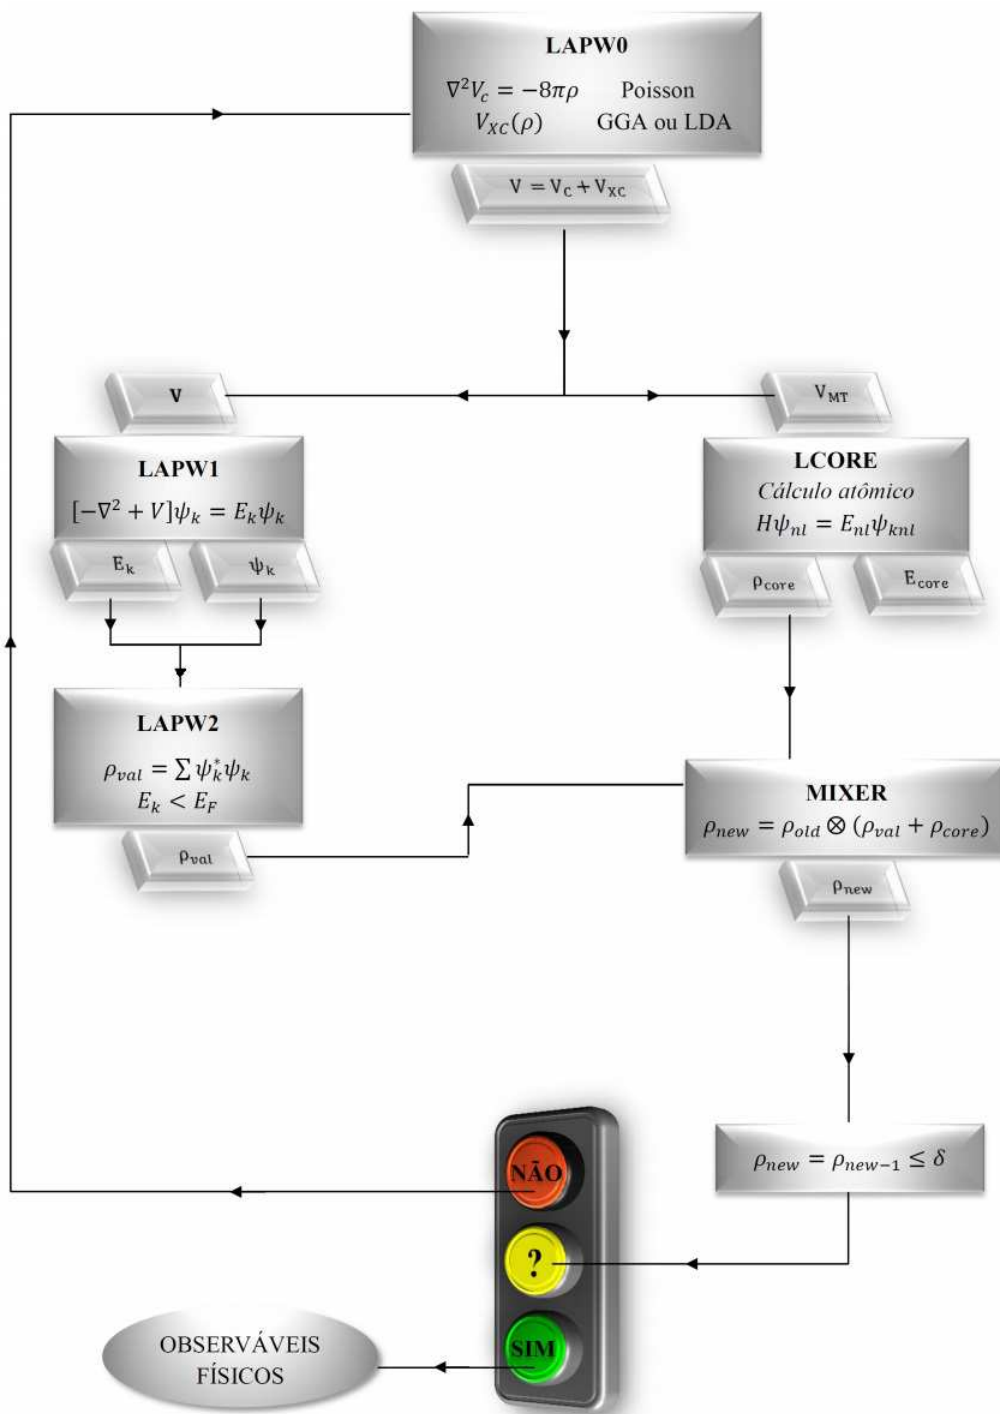 LAPW0
∇²V_c = −8πρ Poisson
V_XC(ρ) GGA ou LDA
V = V_C + V_XC
V
V_MT
LAPW1
[−∇² + V]ψ_k = E_kψ_k
E_k ψ_k
LCORE
Cálculo atômico
Hψ_nl = E_nlψ_knl
ρ_core E_core
LAPW2
ρ_val = ∑ ψ_k^*ψ_k
E_k < E_F
ρ_val
MIXER
ρ_new = ρ_old ⊗ (ρ_val + ρ_core)
ρ_new
ρ_new = ρ_new−1 ≤ δ
NÃO
?
SIM
OBSERVÁVEIS
FÍSICOS